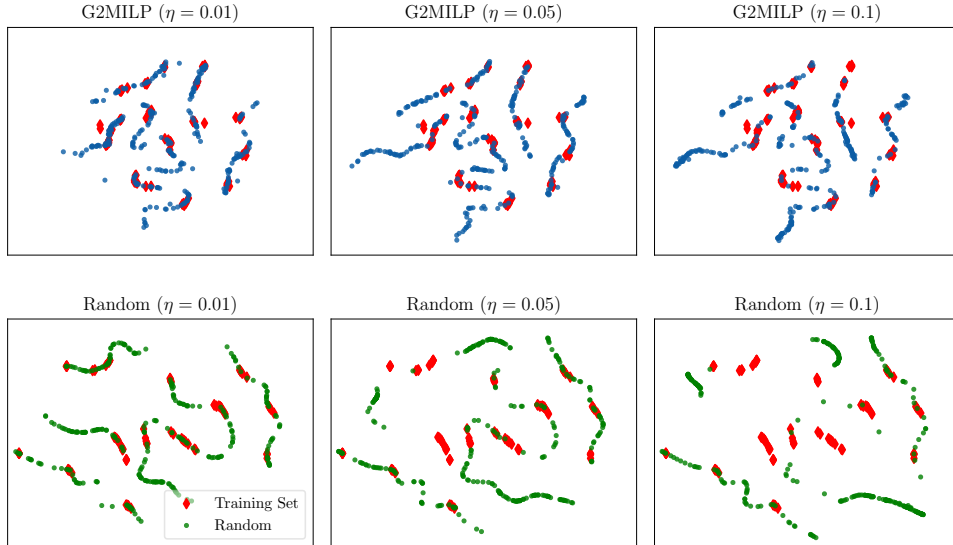 G2MILP (η = 0.01)
G2MILP (η = 0.05)
G2MILP (η = 0.1)
Random (η = 0.01)
Random (η = 0.05)
Random (η = 0.1)
Training Set
Random